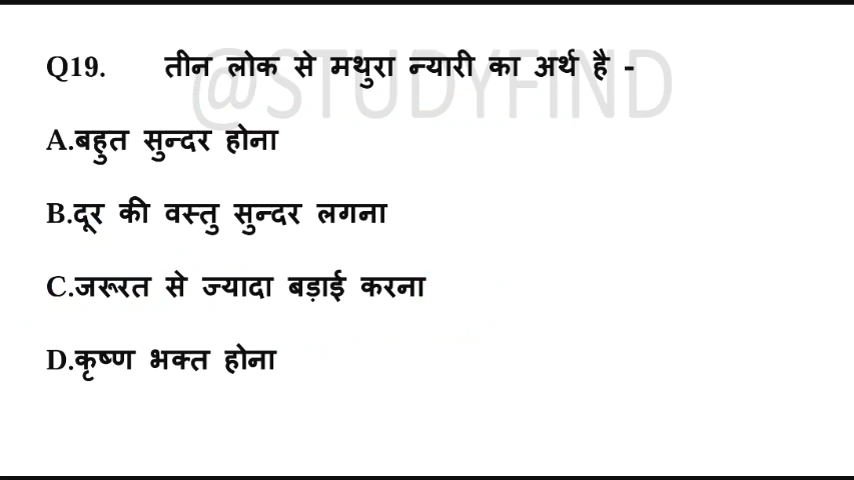 Q19. तीन लोक से मथुरा न्यारी का अर्थ है -
@STUDYFIND
A.बहुत सुन्दर होना
B.दूर की वस्तु सुन्दर लगना
C.जरूरत से ज्यादा बड़ाई करना
D.कृष्ण भक्त होना